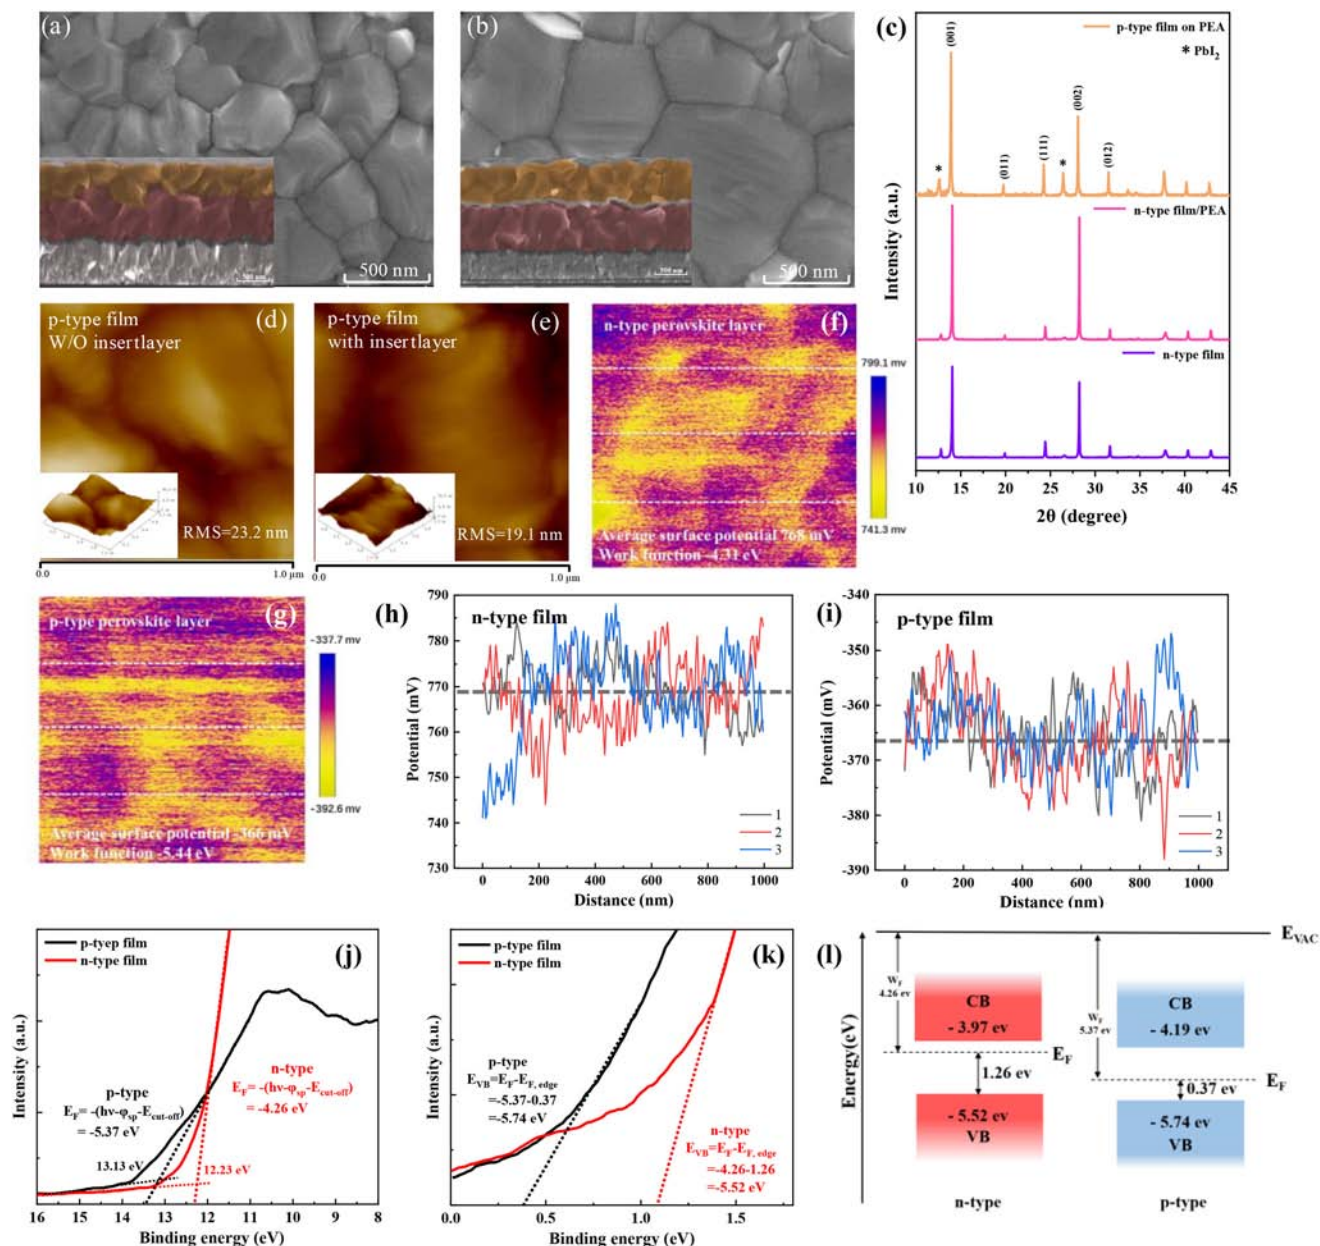 (a)
500 nm
(b)
500 nm
(c)
p-type film on PEA
* PbI2
(001)
(002)
(011)
(111)
(012)
*
*
n-type film/PEA
n-type film
Intensity (a.u.)
10 15 20 25 30 35 40 45
2θ (degree)
p-type film
W/O insertlayer
(d)
RMS=23.2 nm
0.0 1.0 μm
p-type film
with insertlayer
(e)
RMS=19.1 nm
0.0 1.0 μm
n-type perovskite layer
(f)
Average surface potential 768 mV
Work function -4.31 eV
799.1 mv
741.3 mv
(g)
p-type perovskite layer
Average surface potential -366 mV
Work function -5.44 eV
-337.7 mv
-392.6 mv
(h)
n-type film
790
780
770
760
750
740
730
Potential (mV)
1
2
3
0 200 400 600 800 1000
Distance (nm)
(i)
p-type film
-340
-350
-360
-370
-380
-390
Potential (mV)
1
2
3
0 200 400 600 800 1000
Distance (nm)
p-tyep film
n-type film
(j)
n-type
EF= -(hν-φsp-Ecut-off)
= -4.26 eV
p-type
EF= -(hν-φsp-Ecut-off)
= -5.37 eV
13.13 eV
12.23 eV
Intensity (a.u.)
16 15 14 13 12 11 10 9 8
Binding energy (eV)
p-type film
n-type film
(k)
p-type
EVB=EF-EF, edge
=-5.37-0.37
=-5.74 eV
n-type
EVB=EF-EF, edge
=-4.26-1.26
=-5.52 eV
Intensity (a.u.)
0.0 0.5 1.0 1.5
Binding energy (eV)
(l)
EVAC
WF
4.26 ev
WF
5.37 ev
CB
- 3.97 ev
CB
- 4.19 ev
EF
1.26 ev
EF
0.37 ev
- 5.52 ev
VB
- 5.74 ev
VB
Energy(eV)
n-type
p-type